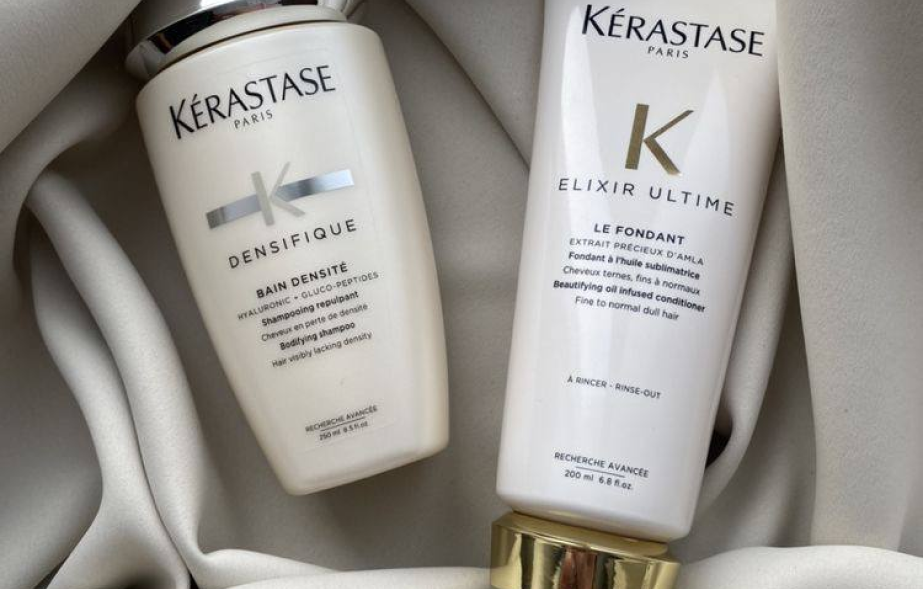 KÉRASTASE
PARIS
K
DENSIFIQUE
BAIN DENSITÉ
HYALURONIC + GLUCO-PEPTIDES
Shampooing repulpant
Cheveux en perte de densité
Bodifying shampoo
Hair visibly lacking density
RECHERCHE AVANCÉE
250 ml 8.5 fl.oz.
KÉRASTASE
PARIS
K
ELIXIR ULTIME
LE FONDANT
EXTRAIT PRÉCIEUX D'AMLA
Fondant à l'huile sublimatrice
Cheveux ternes, fins à normaux
Beautifying oil infused conditioner
Fine to normal dull hair
À RINCER - RINSE-OUT
RECHERCHE AVANCÉE
200 ml 6.8 fl.oz.